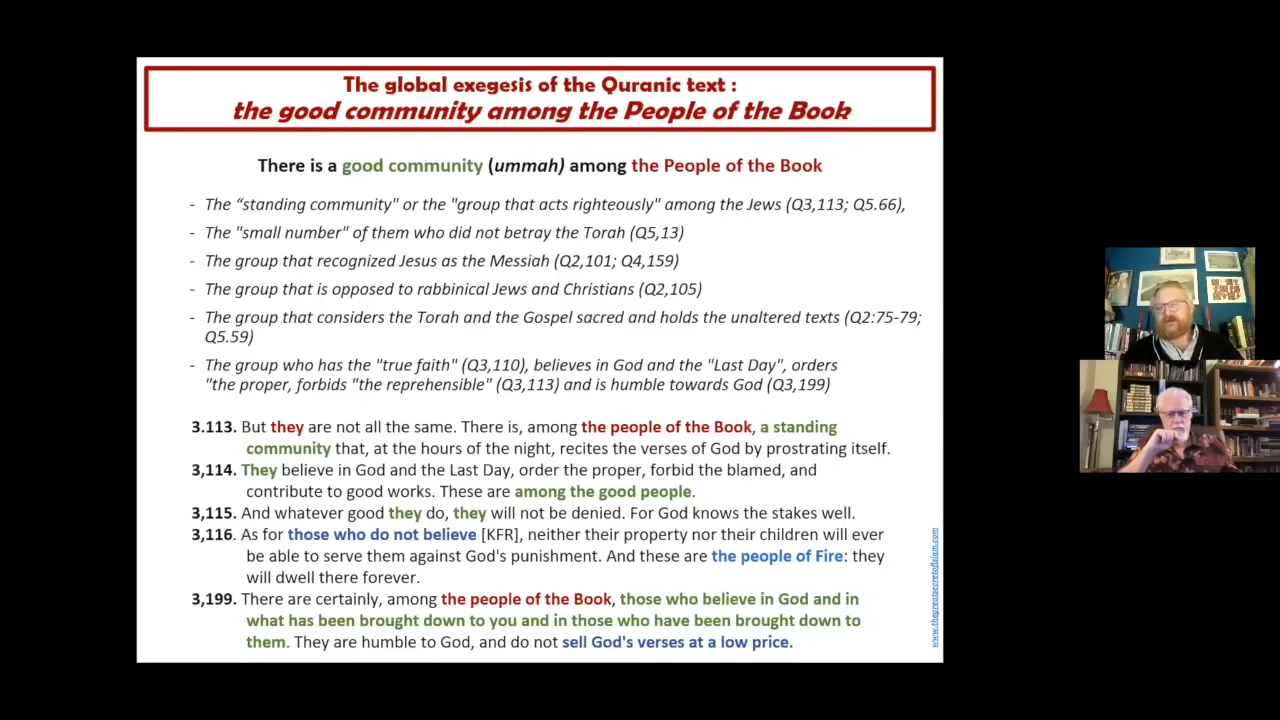 The global exegesis of the Quranic text :
the good community among the People of the Book
There is a good community (ummah) among the People of the Book
- The “standing community" or the "group that acts righteously" among the Jews (Q3,113; Q5.66),
- The "small number" of them who did not betray the Torah (Q5,13)
- The group that recognized Jesus as the Messiah (Q2,101; Q4,159)
- The group that is opposed to rabbinical Jews and Christians (Q2,105)
- The group that considers the Torah and the Gospel sacred and holds the unaltered texts (Q2:75-79;
Q5.59)
- The group who has the "true faith" (Q3,110), believes in God and the "Last Day", orders
"the proper, forbids "the reprehensible" (Q3,113) and is humble towards God (Q3,199)
3.113. But they are not all the same. There is, among the people of the Book, a standing
community that, at the hours of the night, recites the verses of God by prostrating itself.
3,114. They believe in God and the Last Day, order the proper, forbid the blamed, and
contribute to good works. These are among the good people.
3,115. And whatever good they do, they will not be denied. For God knows the stakes well.
3,116. As for those who do not believe [KFR], neither their property nor their children will ever
be able to serve them against God's punishment. And these are the people of Fire: they
will dwell there forever.
3,199. There are certainly, among the people of the Book, those who believe in God and in
what has been brought down to you and in those who have been brought down to
them. They are humble to God, and do not sell God's verses at a low price.
www.thegreatsecretofislam.com